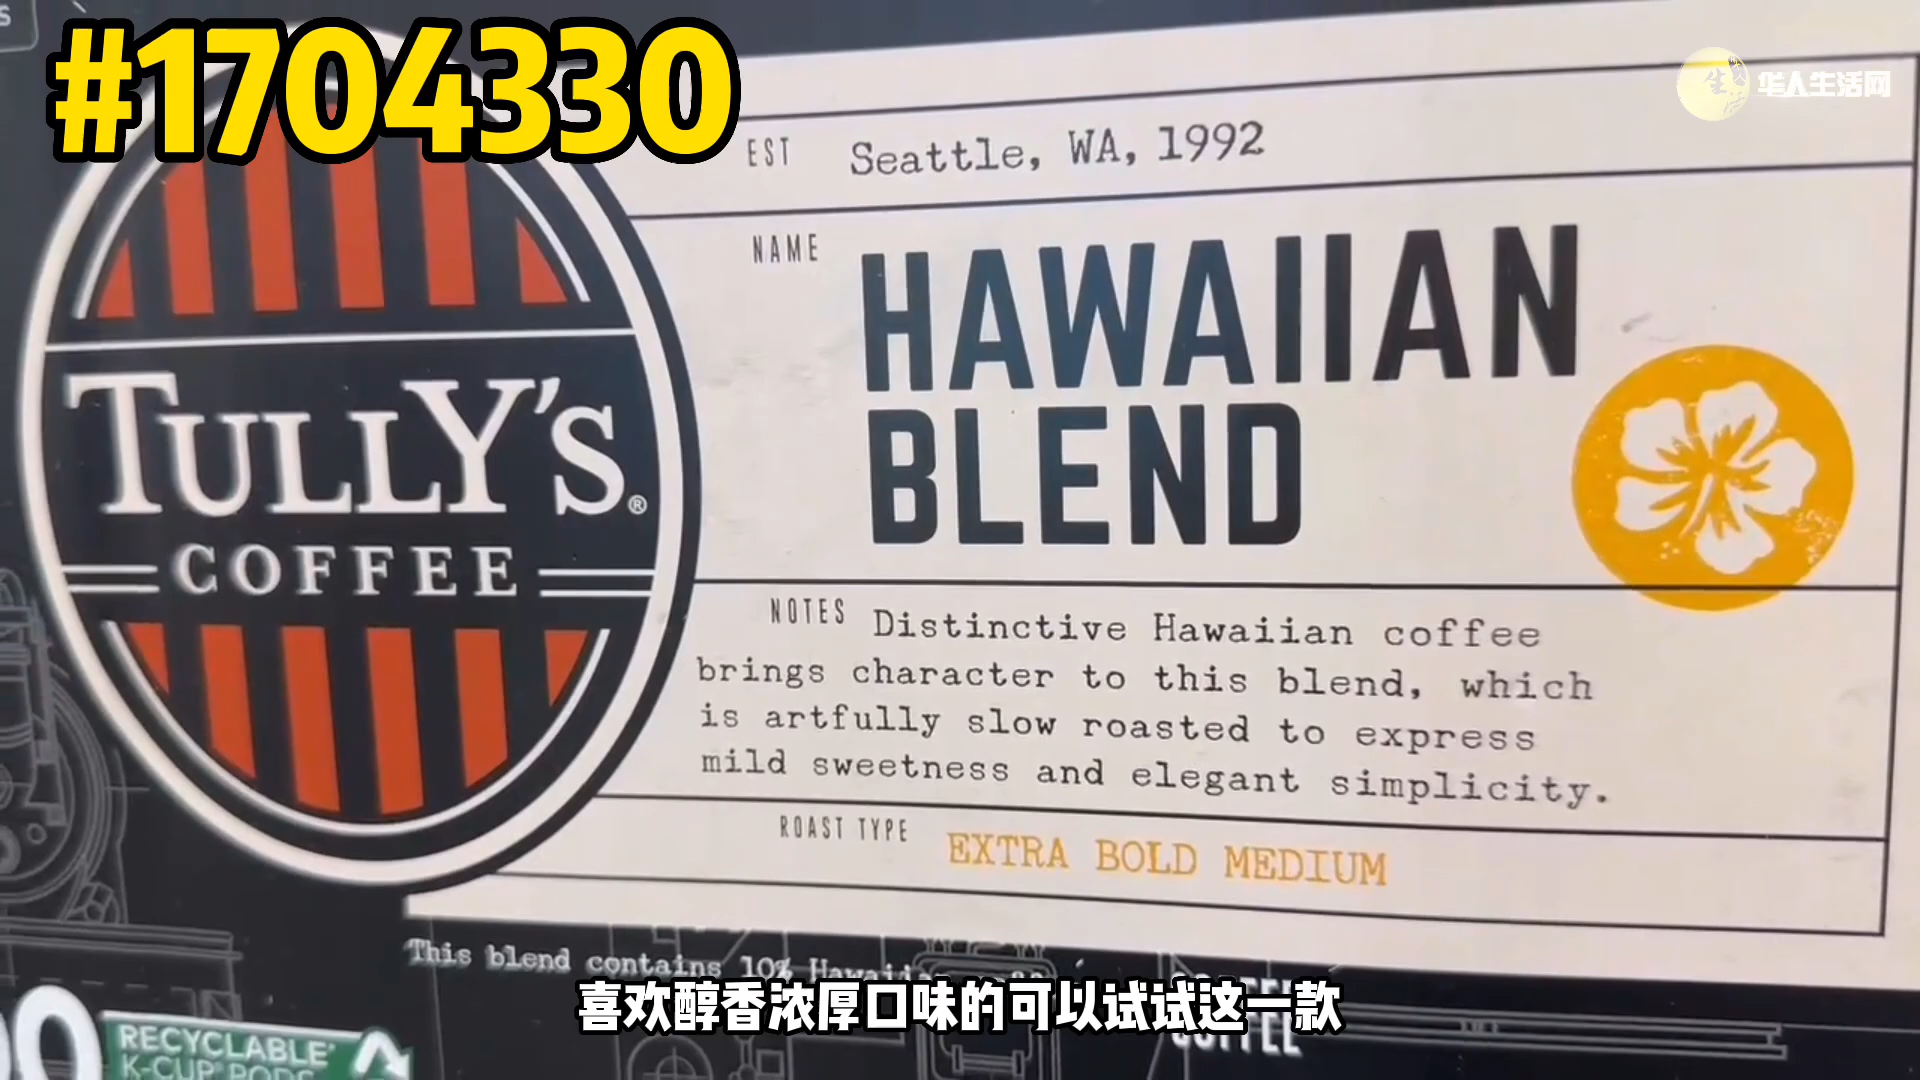 #1704330
华人生活网
EST Seattle, WA, 1992
NAME HAWAIIAN
BLEND
TULLY'S®
COFFEE
NOTES Distinctive Hawaiian coffee
brings character to this blend, which
is artfully slow roasted to express
mild sweetness and elegant simplicity.
ROAST TYPE EXTRA BOLD MEDIUM
This blend contains 10% Hawaiian
喜欢醇香浓厚口味的可以试试这一款
COFFEE
RECYCLABLE*
K-CUP® PODS